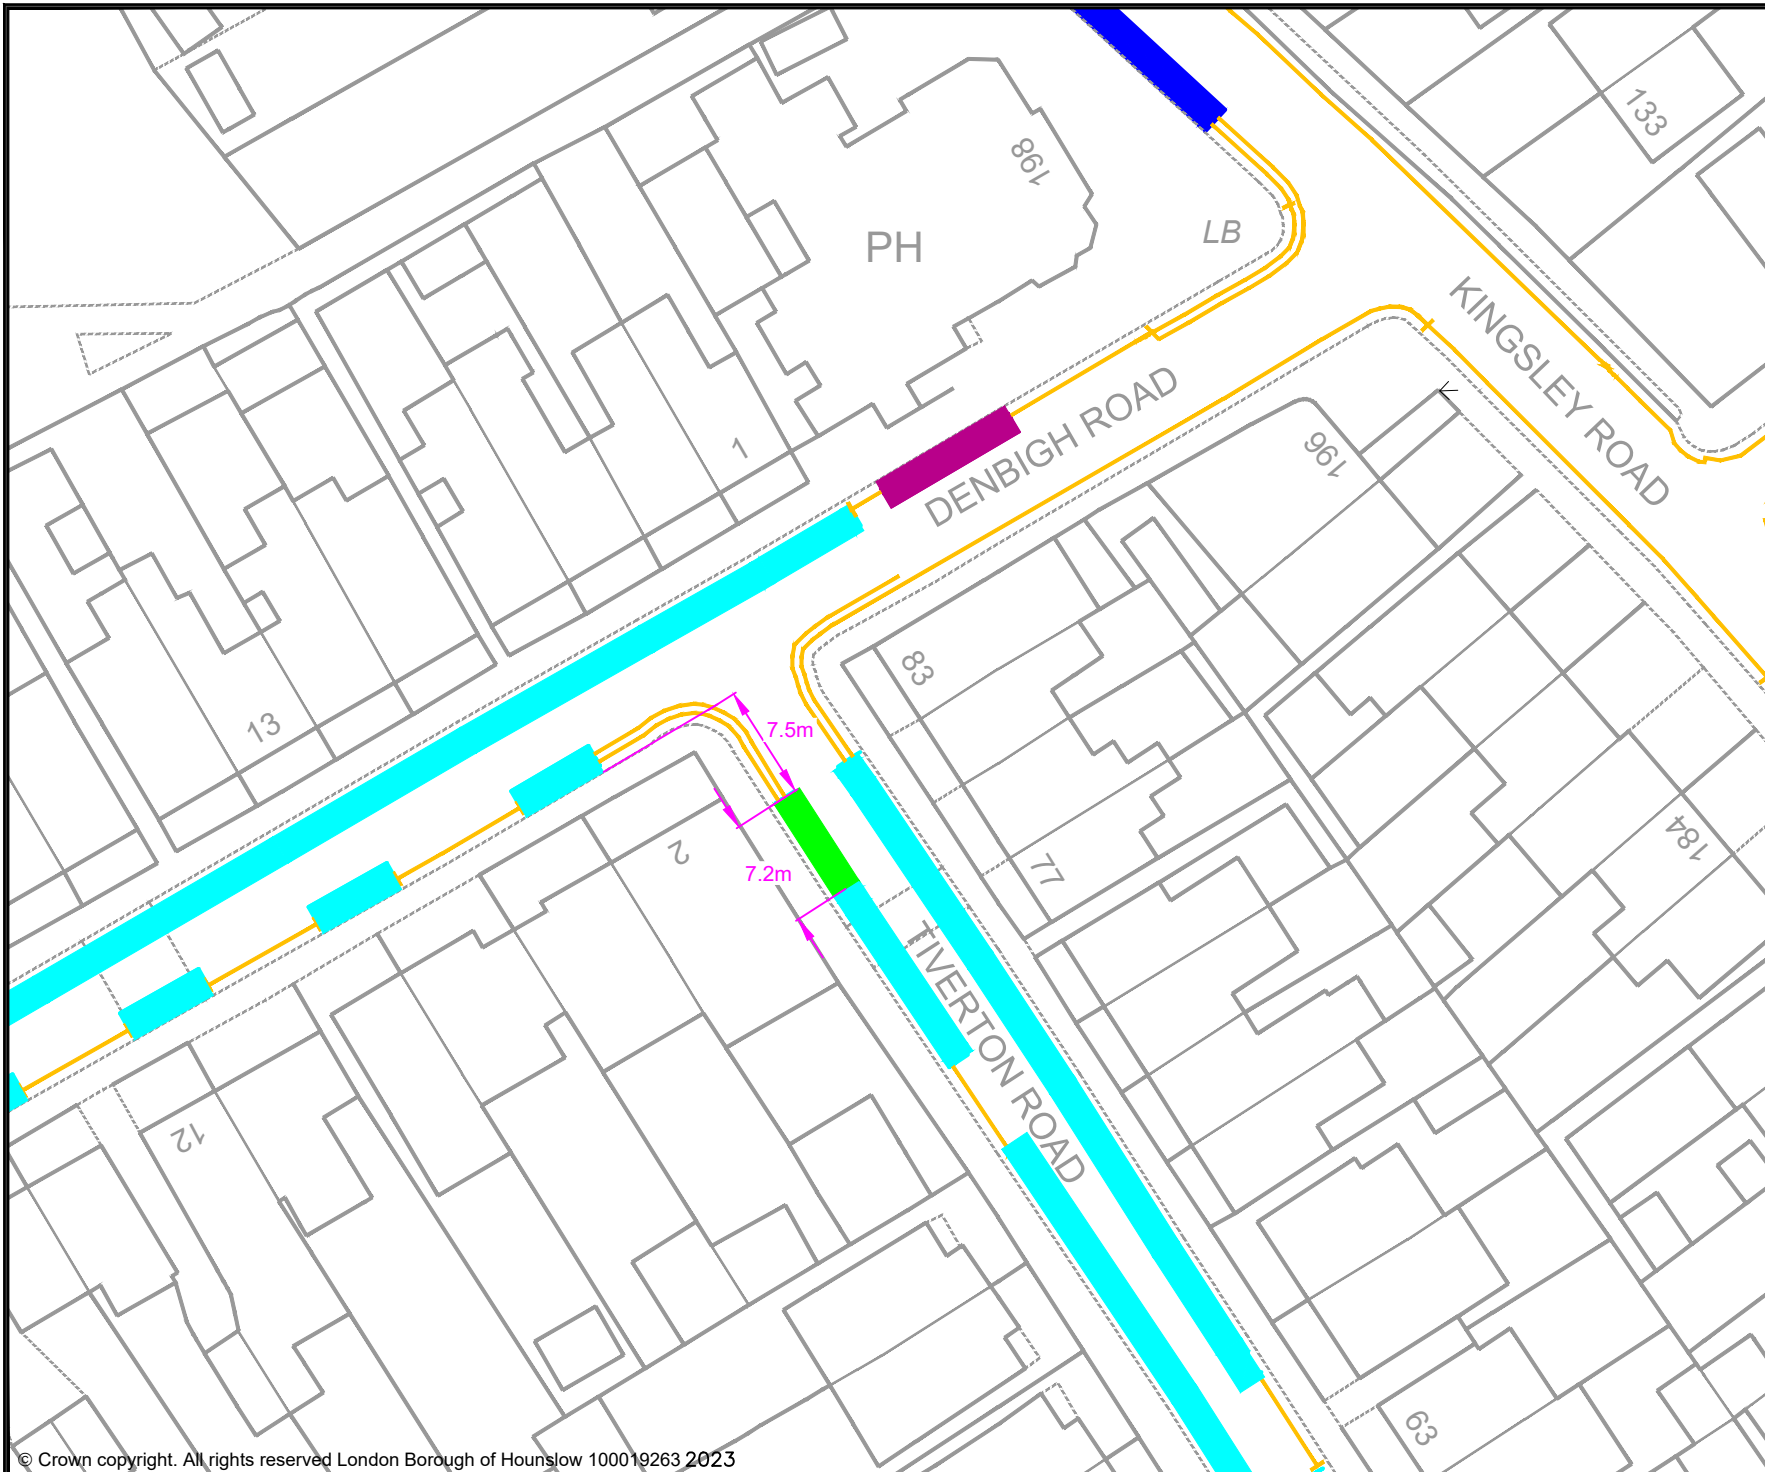 133
198
PH
LB
KINGSLEY ROAD
DENBIGH ROAD
1
196
83
13
7.5m
2
7.2m
77
184
TIVERTON ROAD
12
63
© Crown copyright. All rights reserved London Borough of Hounslow 100019263 2023